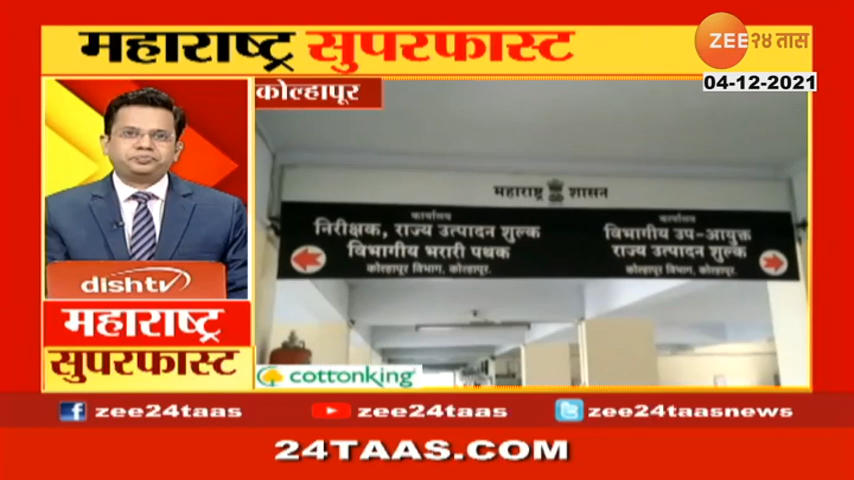 महाराष्ट्र सुपरफास्ट
ZEE २४ तास
04-12-2021
कोल्हापूर
महाराष्ट्र शासन
कार्यालय
निरीक्षक, राज्य उत्पादन शुल्क
विभागीय भरारी पथक
कोल्हापूर विभाग, कोल्हापूर.
कार्यालय
विभागीय उप-आयुक्त
राज्य उत्पादन शुल्क
कोल्हापूर विभाग, कोल्हापूर.
dishtv
महाराष्ट्र
सुपरफास्ट
cottonking
zee24taas
zee24taas
zee24taasnews
24TAAS.COM